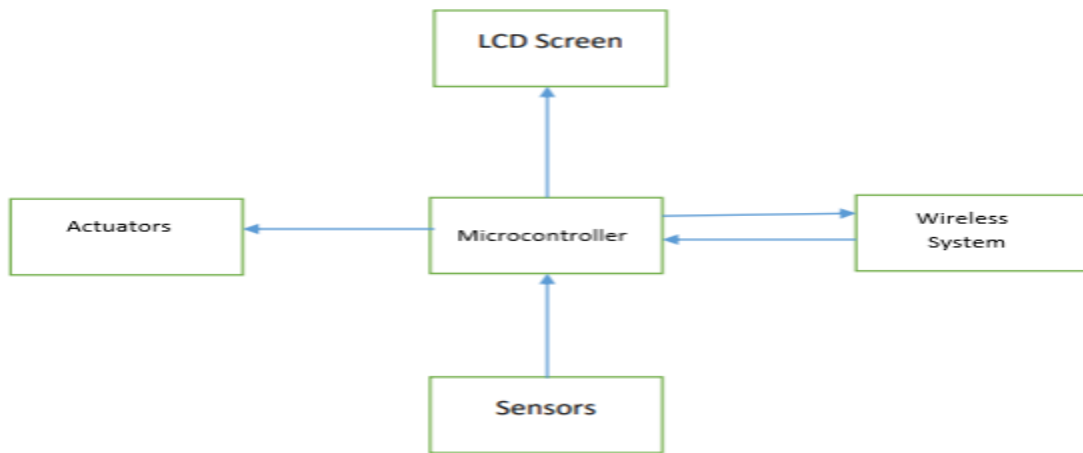 LCD Screen
Actuators
Microcontroller
Wireless
System
Sensors